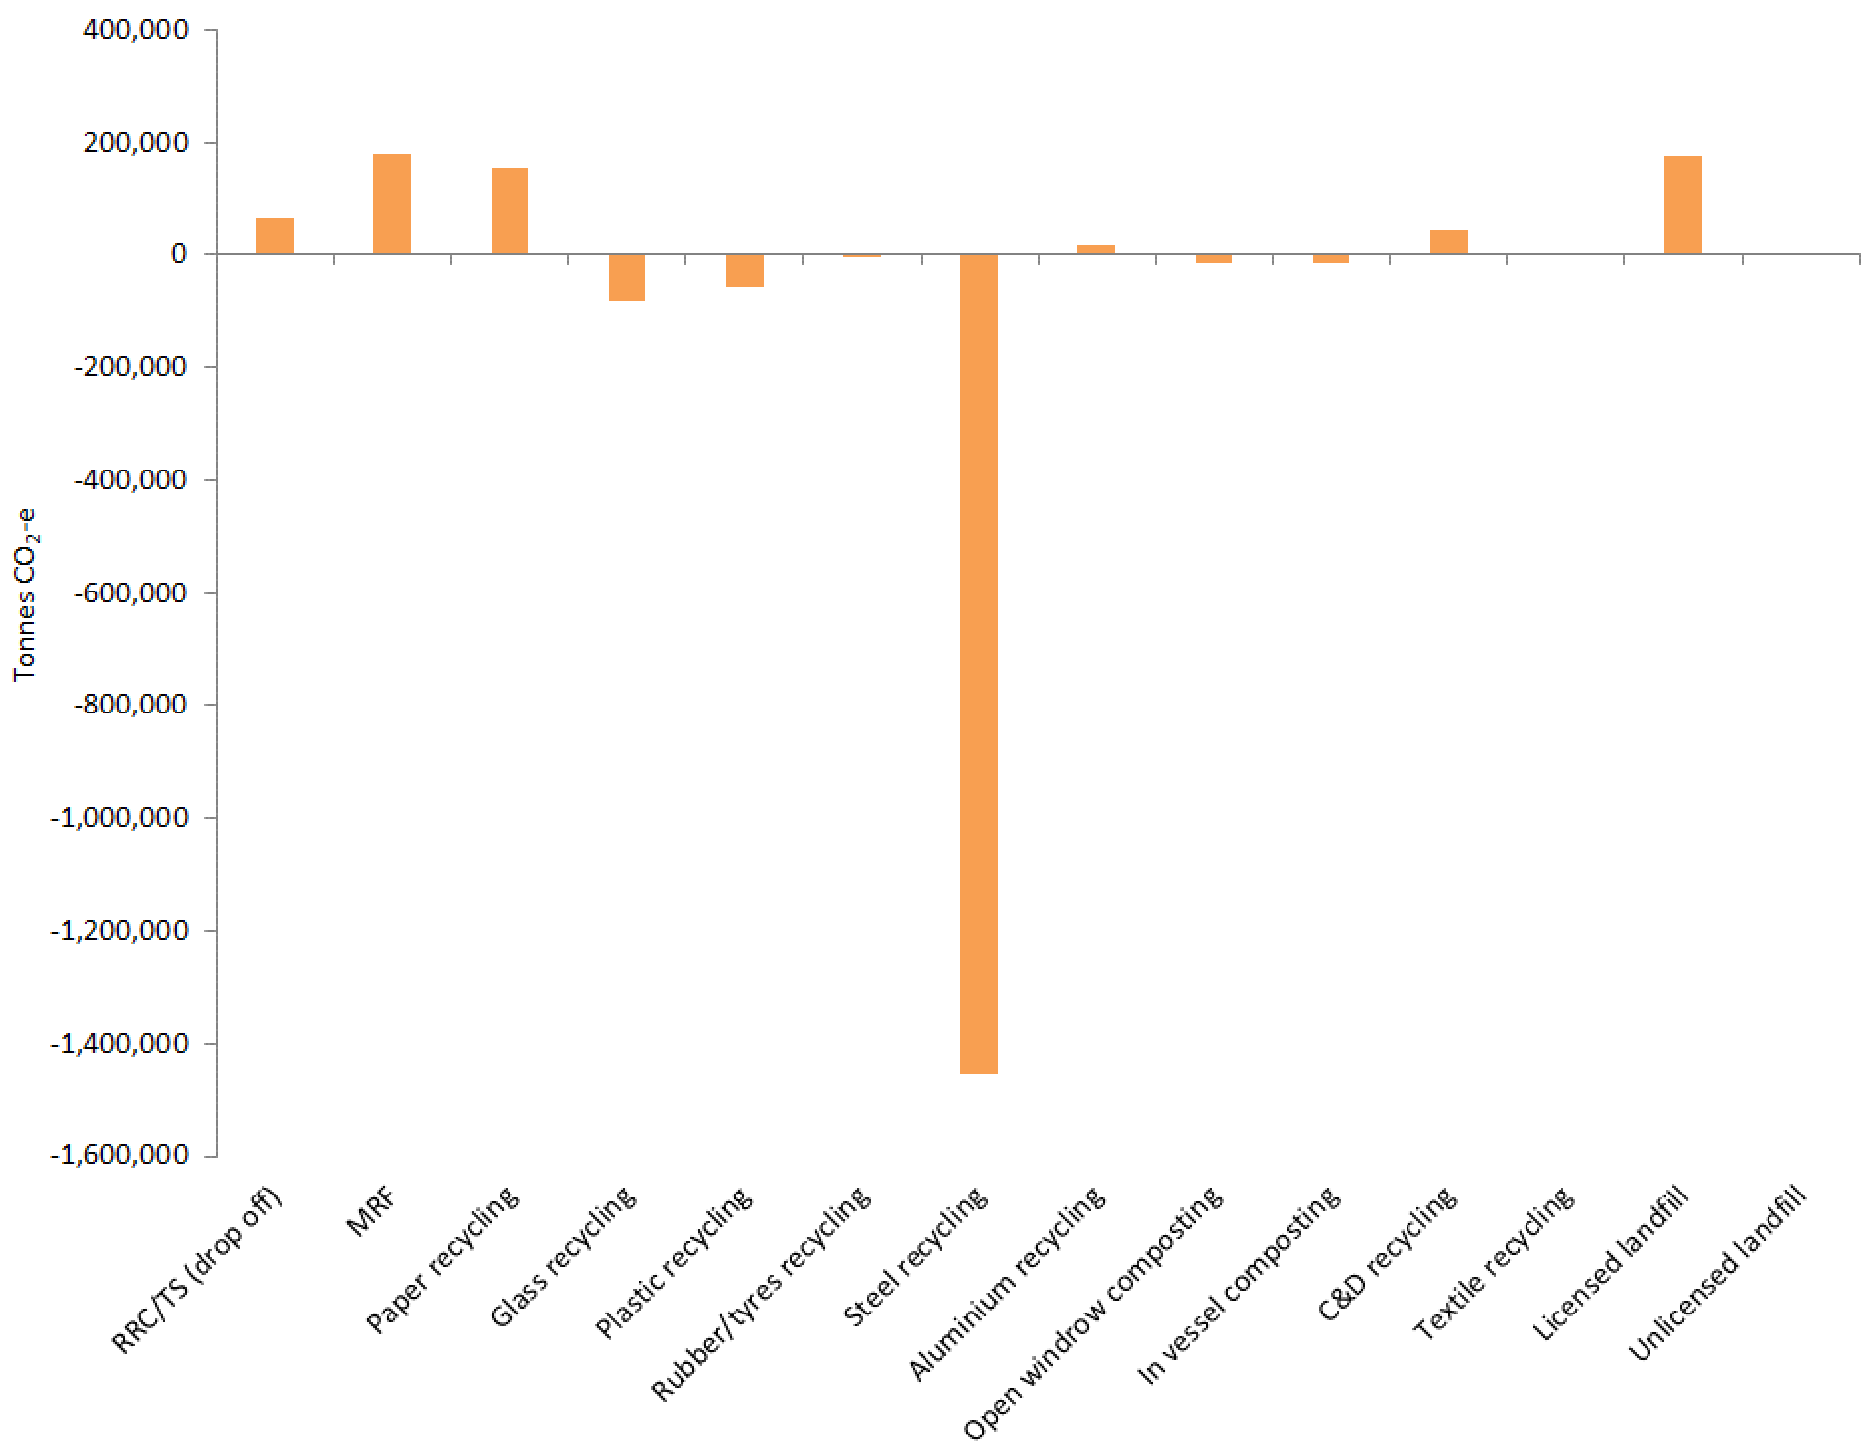 400,000
200,000
0
-200,000
-400,000
-600,000
-800,000
-1,000,000
-1,200,000
-1,400,000
-1,600,000
Tonnes CO₂-e
RRC/TS (drop off)
MRF
Paper recycling
Glass recycling
Plastic recycling
Rubber/tyres recycling
Steel recycling
Aluminium recycling
Open windrow composting
In vessel composting
C&D recycling
Textile recycling
Licensed landfill
Unlicensed landfill